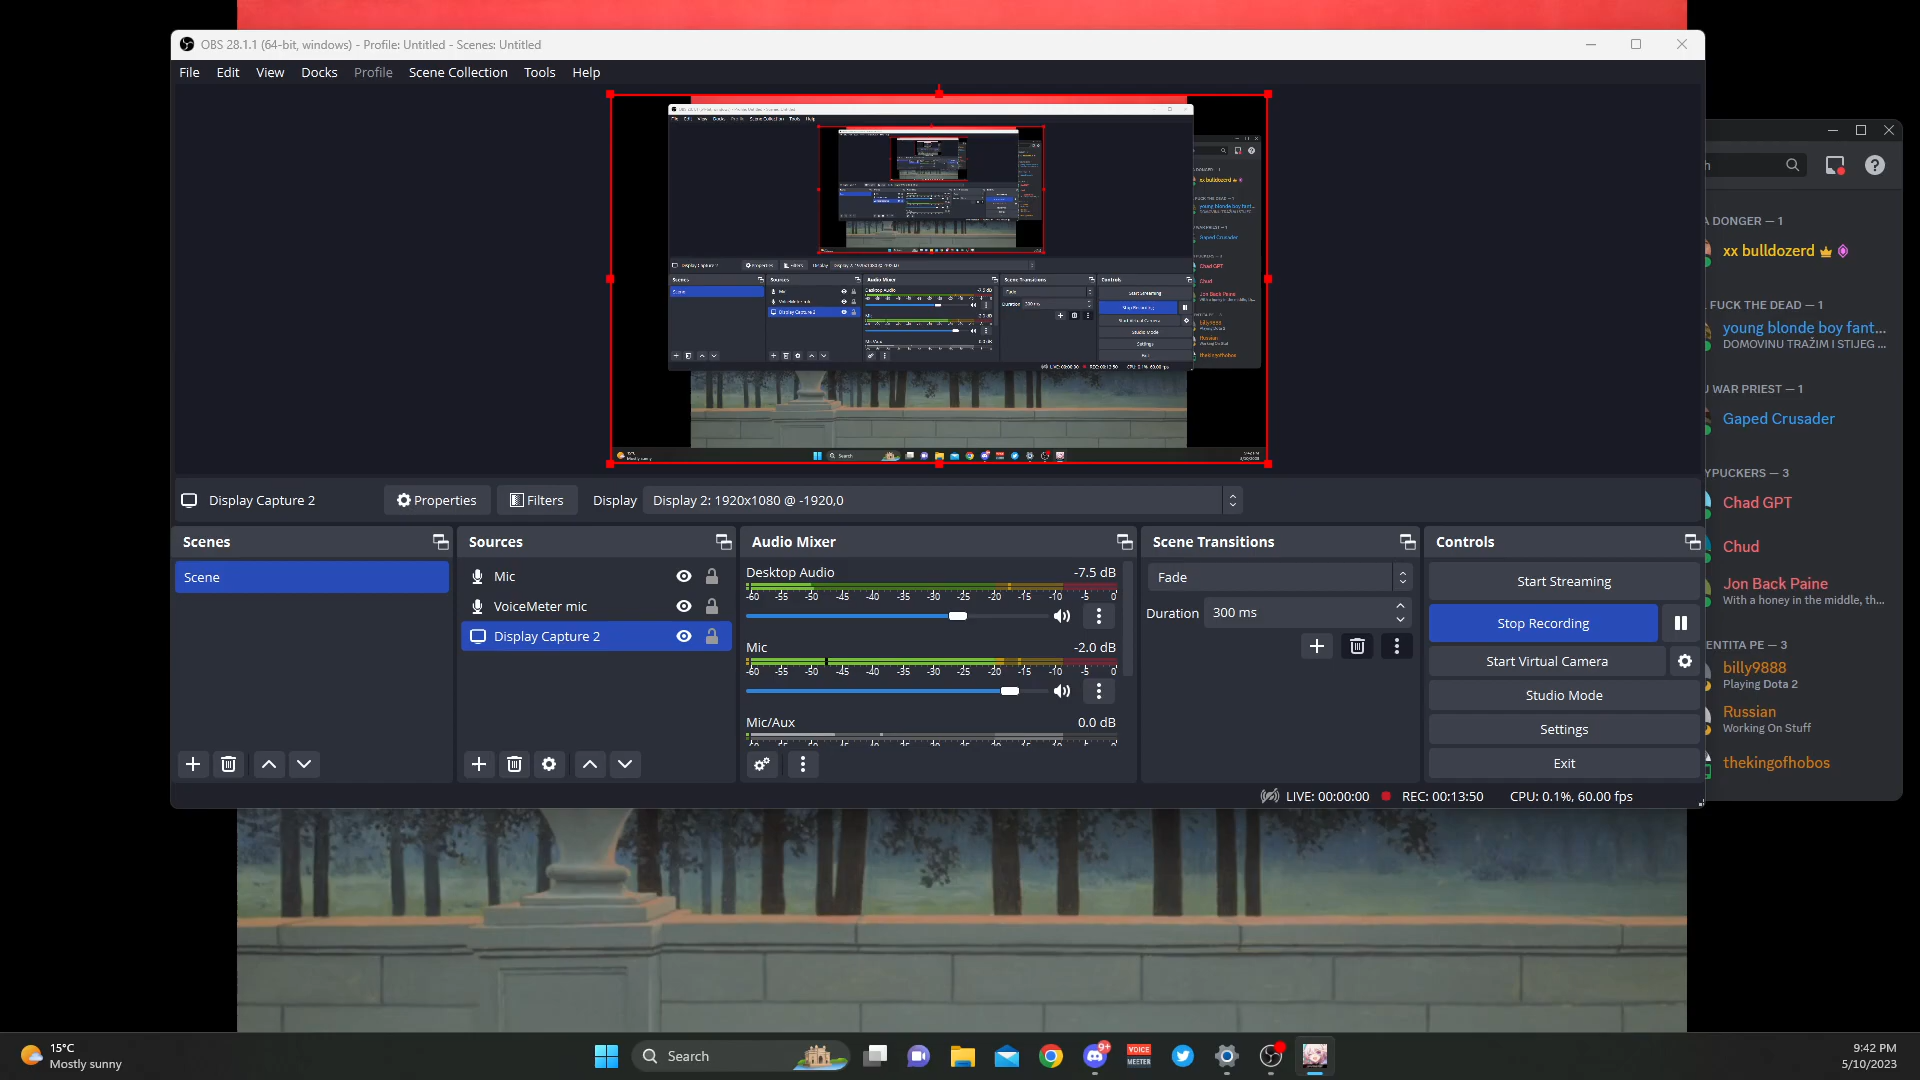 OBS 28.1.1 (64-bit, windows) - Profile: Untitled - Scenes: Untitled
File Edit View Docks Profile Scene Collection Tools Help
DONGER — 1
xx bulldozerd
FUCK THE DEAD — 1
young blonde boy fant...
DOMOVINU TRAŽIM I STIJEG ...
WAR PRIEST — 1
Gaped Crusader
YPUCKERS — 3
Chad GPT
Chud
Jon Back Paine
With a honey in the middle, th...
ENTITA PE — 3
billy9888
Playing Dota 2
Russian
Working On Stuff
thekingofhobos
Display Capture 2 Properties Filters Display Display 2: 1920x1080 @ -1920,0
Scenes
Scene
Sources
Mic
VoiceMeter mic
Display Capture 2
Audio Mixer
Desktop Audio -7.5 dB
-60 -55 -50 -45 -40 -35 -30 -25 -20 -15 -10 -5 0
Mic -2.0 dB
-60 -55 -50 -45 -40 -35 -30 -25 -20 -15 -10 -5 0
Mic/Aux 0.0 dB
Scene Transitions
Fade
Duration 300 ms
Controls
Start Streaming
Stop Recording
Start Virtual Camera
Studio Mode
Settings
Exit
LIVE: 00:00:00 REC: 00:13:50 CPU: 0.1%, 60.00 fps
15°C
Mostly sunny
Search
9+
VOICE
MEETER
9:42 PM
5/10/2023